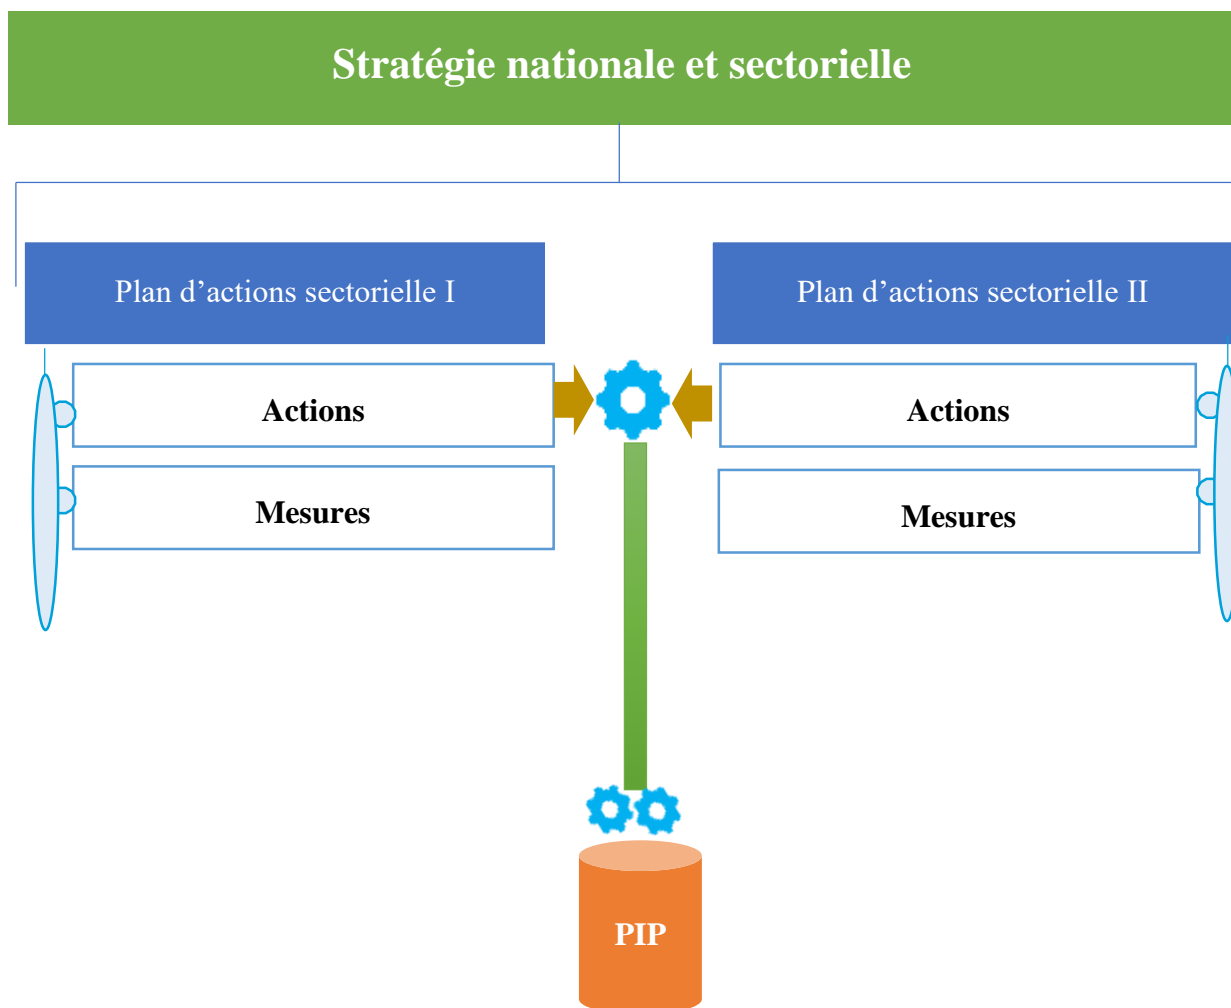 Stratégie nationale et sectorielle
Plan d’actions sectorielle I
Plan d’actions sectorielle II
Actions
Actions
Mesures
Mesures
PIP